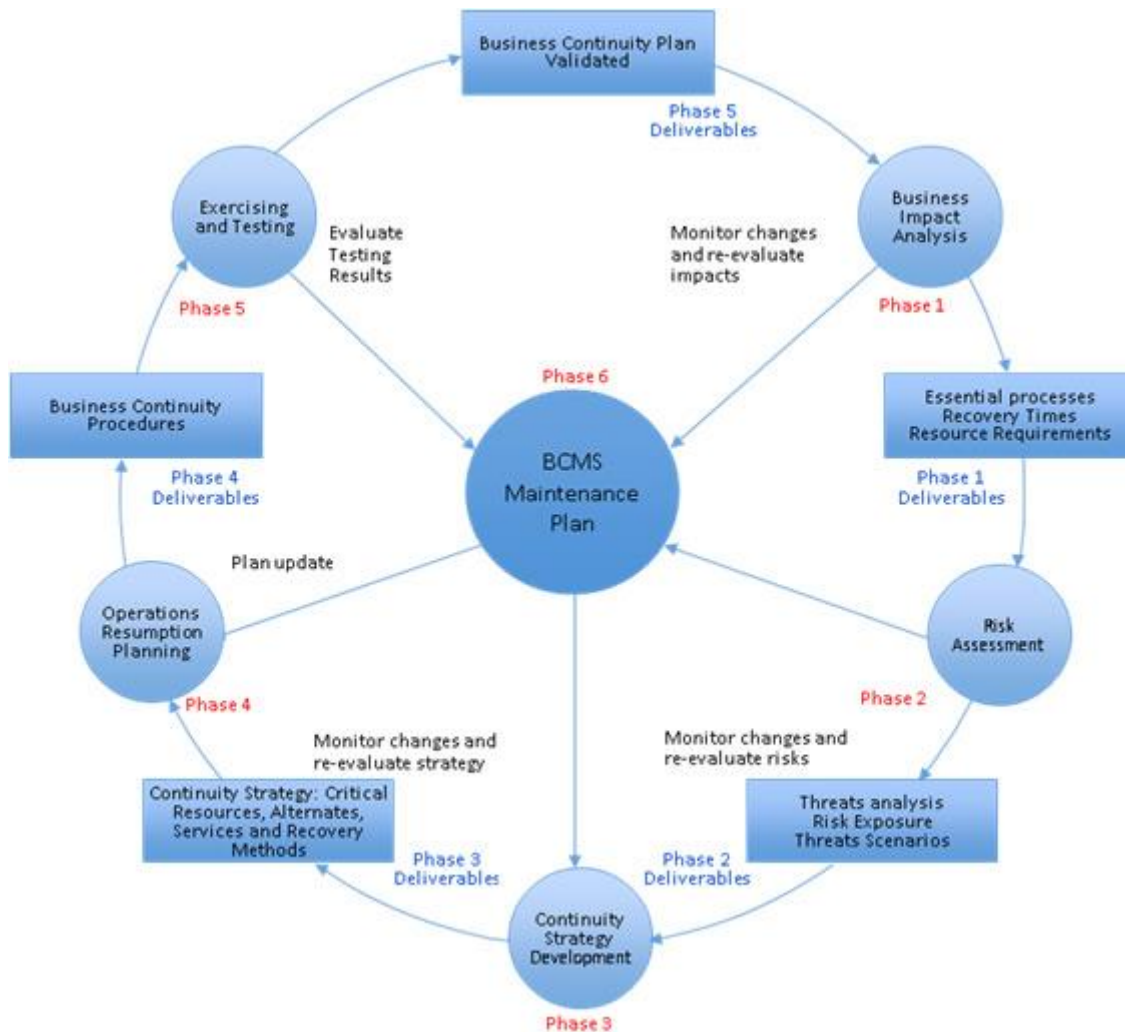 Business Continuity Plan
Validated
Phase 5
Deliverables
Exercising
and Testing
Evaluate
Testing
Results
Phase 5
Monitor changes
and re-evaluate
impacts
Business
Impact
Analysis
Phase 1
Business Continuity
Procedures
Phase 4
Deliverables
Phase 6
BCMS
Maintenance
Plan
Essential processes
Recovery Times
Resource Requirements
Phase 1
Deliverables
Plan update
Operations
Resumption
Planning
Phase 4
Risk
Assessment
Phase 2
Monitor changes and
re-evaluate strategy
Monitor changes and
re-evaluate risks
Continuity Strategy: Critical
Resources, Alternates,
Services and Recovery
Methods
Phase 3
Deliverables
Phase 2
Deliverables
Threats analysis
Risk Exposure
Threats Scenarios
Continuity
Strategy
Development
Phase 3